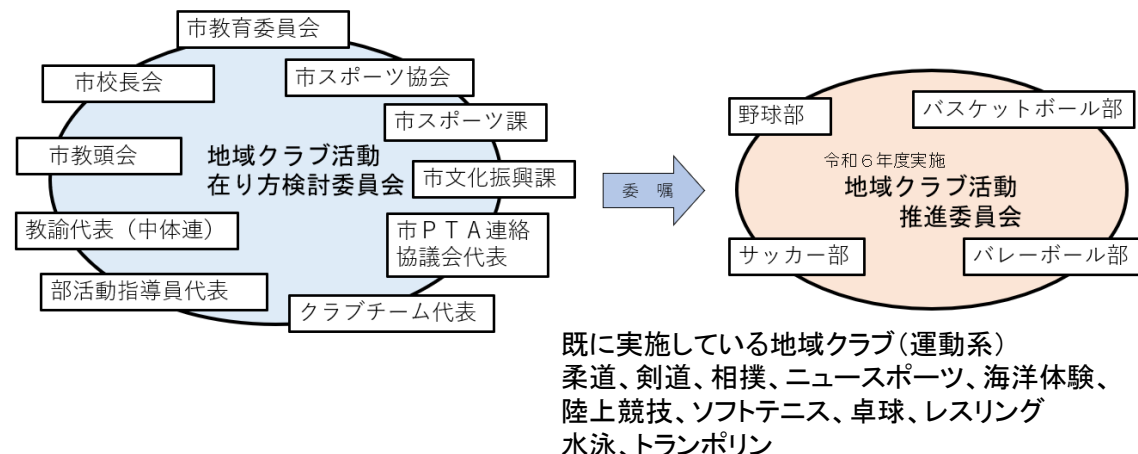 市教育委員会
市校長会
市スポーツ協会
市スポーツ課
市教頭会
地域クラブ活動
在り方検討委員会
市文化振興課
教諭代表（中体連）
市ＰＴＡ連絡
協議会代表
部活動指導員代表
クラブチーム代表
委 嘱
野球部
バスケットボール部
令和６年度実施
地域クラブ活動
推進委員会
サッカー部
バレーボール部
既に実施している地域クラブ（運動系）
柔道、剣道、相撲、ニュースポーツ、海洋体験、
陸上競技、ソフトテニス、卓球、レスリング
水泳、トランポリン